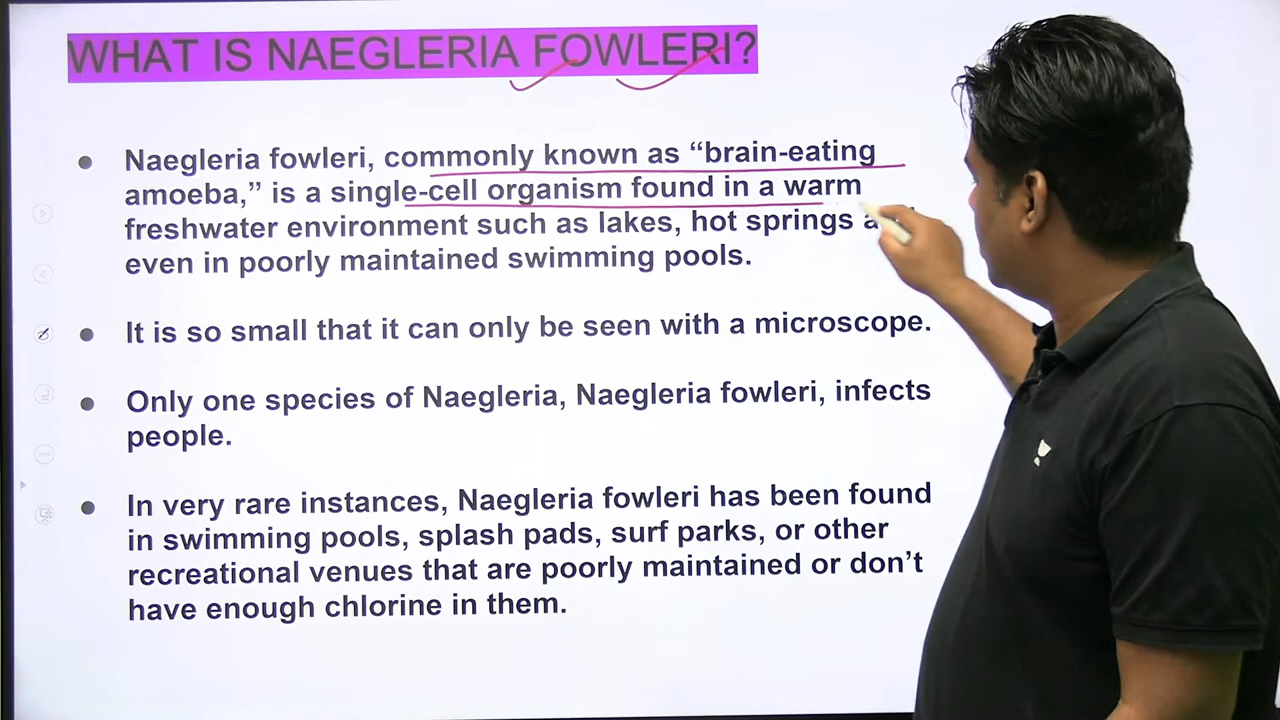 WHAT IS NAEGLERIA FOWLERI?
Naegleria fowleri, commonly known as “brain-eating
amoeba,” is a single-cell organism found in a warm
freshwater environment such as lakes, hot springs
even in poorly maintained swimming pools.
It is so small that it can only be seen with a microscope.
Only one species of Naegleria, Naegleria fowleri, infects
people.
In very rare instances, Naegleria fowleri has been found
in swimming pools, splash pads, surf parks, or other
recreational venues that are poorly maintained or don’t
have enough chlorine in them.